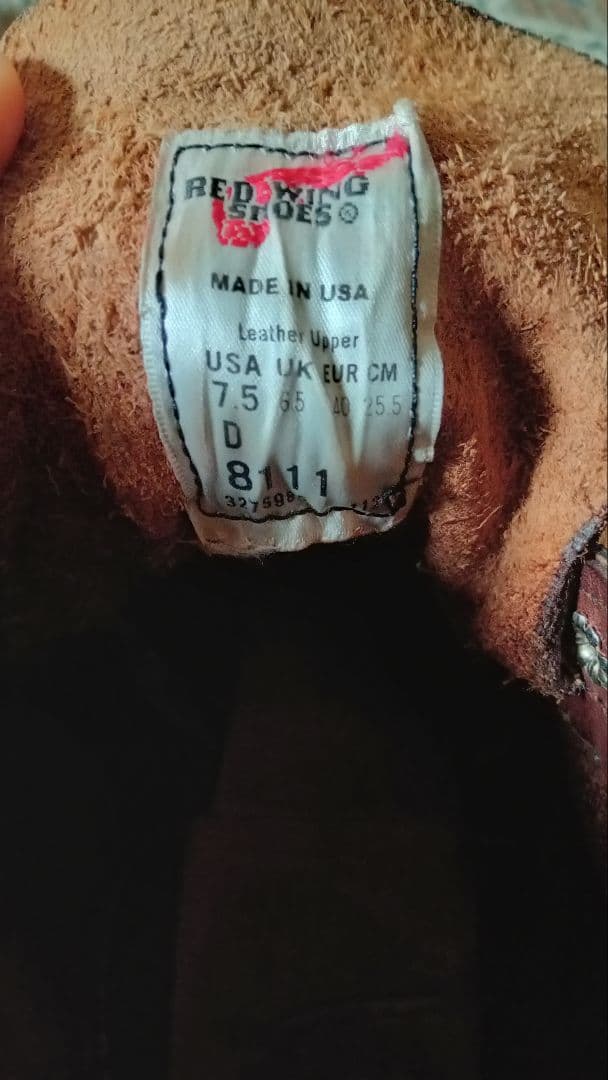 RED WING
SHOES®
MADE IN USA
Leather Upper
USA UK EUR CM
7.5 6.5 40 25.5
D
8111